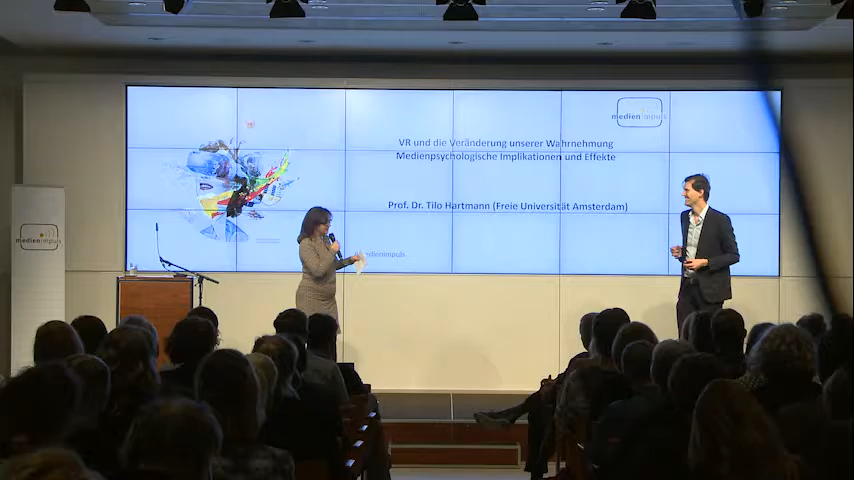 medienimpuls
VR und die Veränderung unserer Wahrnehmung
Medienpsychologische Implikationen und Effekte
Prof. Dr. Tilo Hartmann (Freie Universität Amsterdam)
medienimpuls
medienimpuls